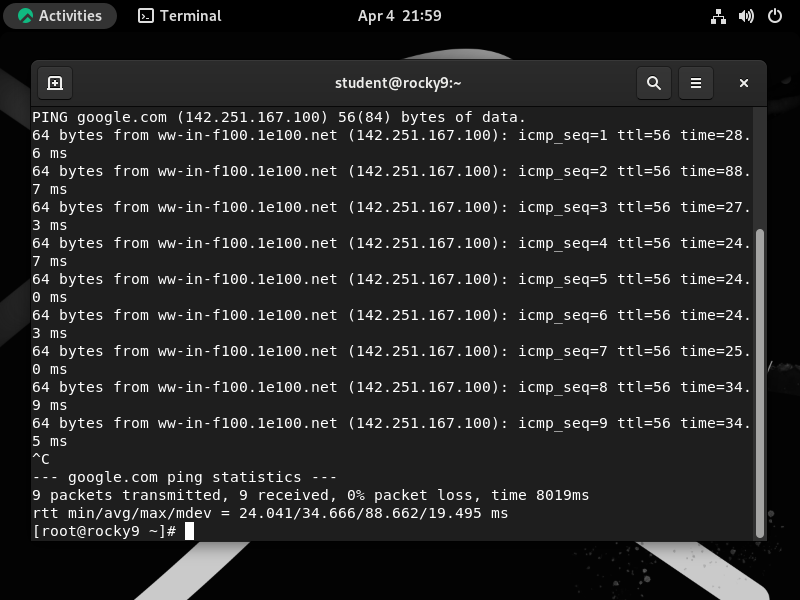 Activities Terminal Apr 4 21:59
student@rocky9:~
PING google.com (142.251.167.100) 56(84) bytes of data.
64 bytes from ww-in-f100.1e100.net (142.251.167.100): icmp_seq=1 ttl=56 time=28.
6 ms
64 bytes from ww-in-f100.1e100.net (142.251.167.100): icmp_seq=2 ttl=56 time=88.
7 ms
64 bytes from ww-in-f100.1e100.net (142.251.167.100): icmp_seq=3 ttl=56 time=27.
3 ms
64 bytes from ww-in-f100.1e100.net (142.251.167.100): icmp_seq=4 ttl=56 time=24.
7 ms
64 bytes from ww-in-f100.1e100.net (142.251.167.100): icmp_seq=5 ttl=56 time=24.
0 ms
64 bytes from ww-in-f100.1e100.net (142.251.167.100): icmp_seq=6 ttl=56 time=24.
3 ms
64 bytes from ww-in-f100.1e100.net (142.251.167.100): icmp_seq=7 ttl=56 time=25.
0 ms
64 bytes from ww-in-f100.1e100.net (142.251.167.100): icmp_seq=8 ttl=56 time=34.
9 ms
64 bytes from ww-in-f100.1e100.net (142.251.167.100): icmp_seq=9 ttl=56 time=34.
5 ms
^C
--- google.com ping statistics ---
9 packets transmitted, 9 received, 0% packet loss, time 8019ms
rtt min/avg/max/mdev = 24.041/34.666/88.662/19.495 ms
[root@rocky9 ~]#